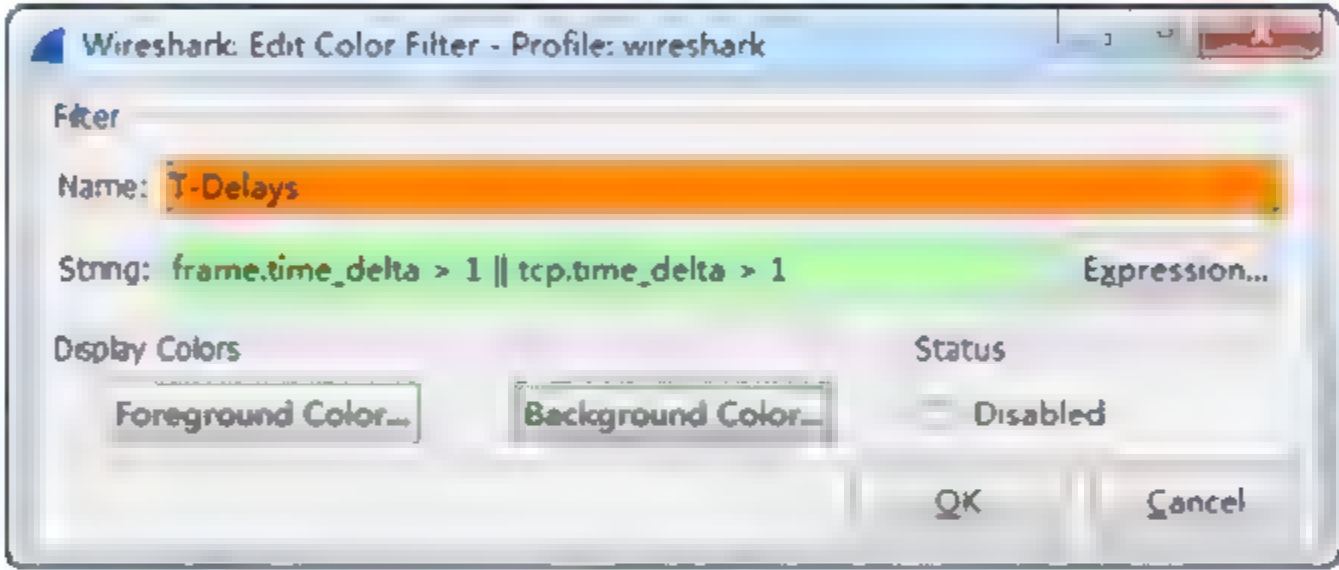 Wireshark: Edit Color Filter - Profile: wireshark
Filter
Name: T-Delays
String: frame.time_delta > 1 || tcp.time_delta > 1 Expression...
Display Colors Status
Foreground Color... Background Color... Disabled
OK Cancel